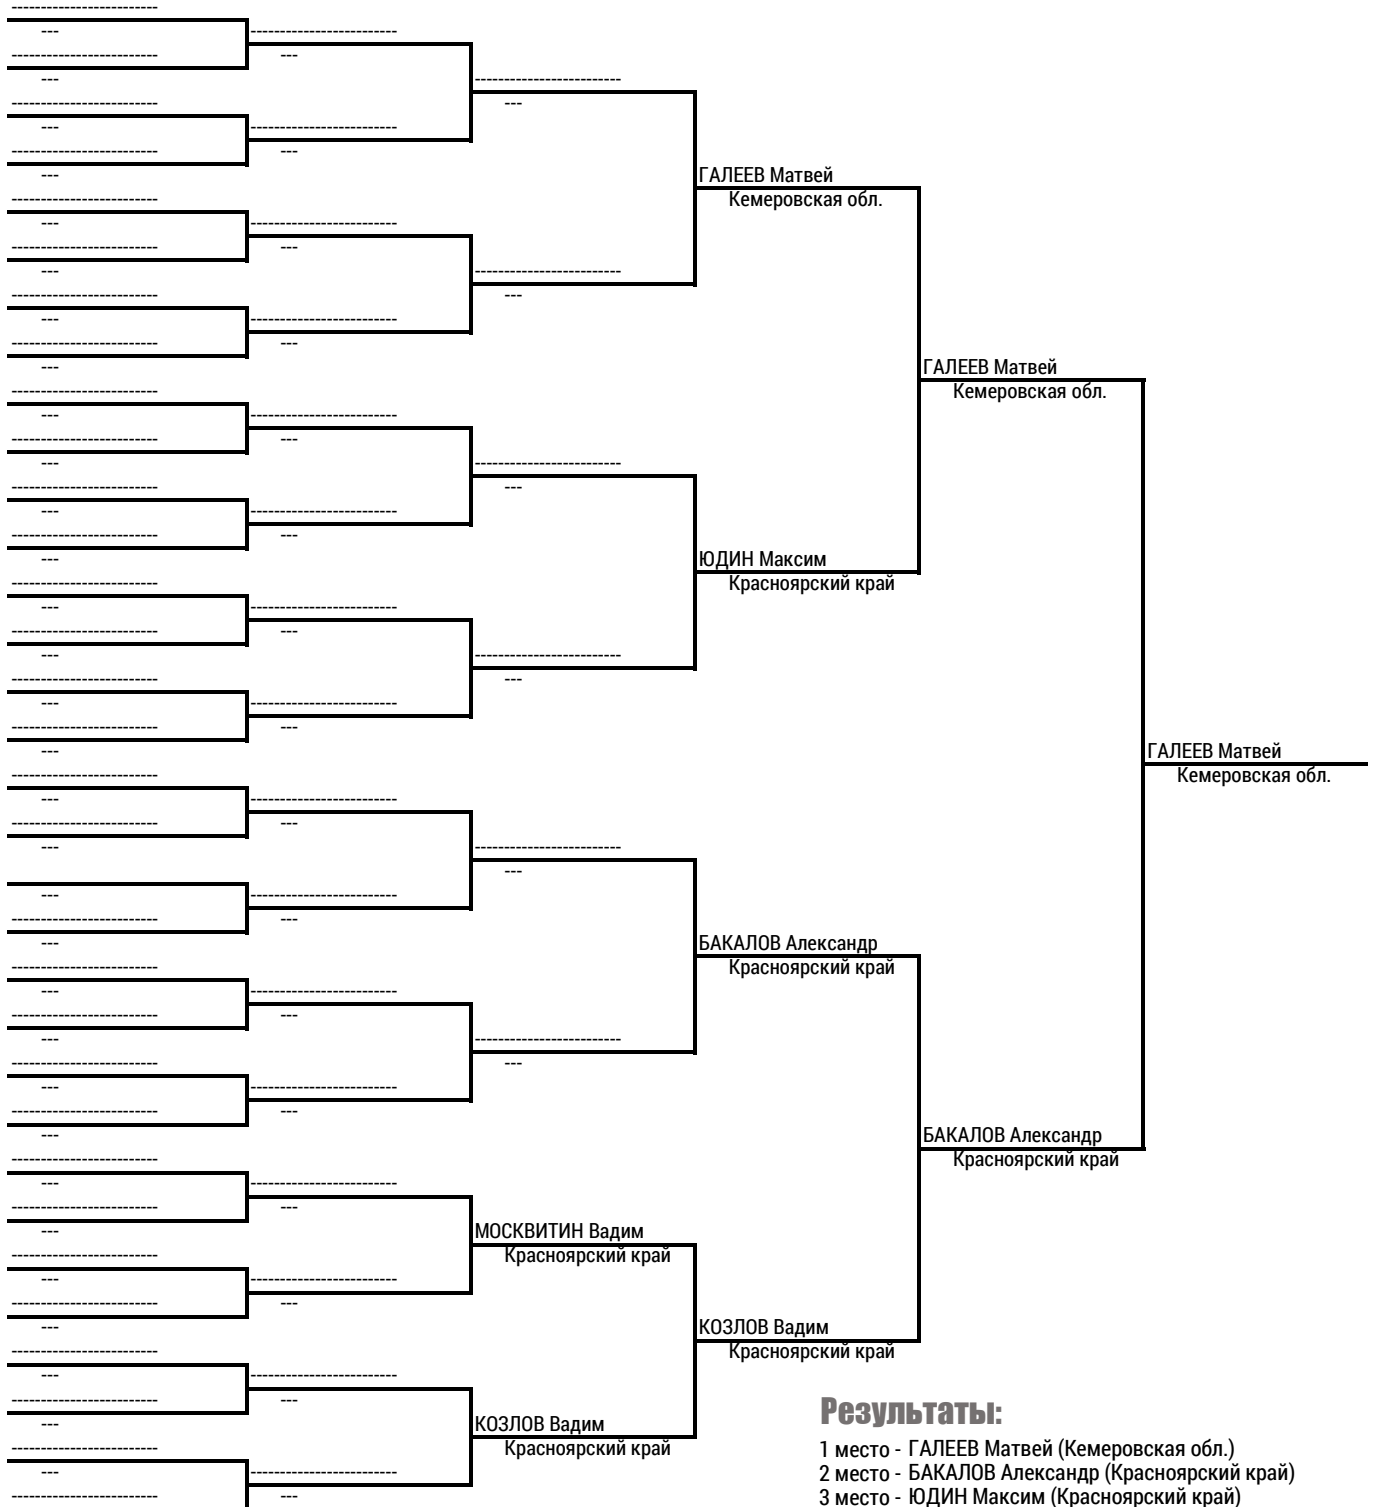 ГАЛЕЕВ Матвей
Кемеровская обл.
ГАЛЕЕВ Матвей
Кемеровская обл.
ЮДИН Максим
Красноярский край
ГАЛЕЕВ Матвей
Кемеровская обл.
БАКАЛОВ Александр
Красноярский край
БАКАЛОВ Александр
Красноярский край
МОСКВИТИН Вадим
Красноярский край
КОЗЛОВ Вадим
Красноярский край
КОЗЛОВ Вадим
Красноярский край
Результаты:
1 место - ГАЛЕЕВ Матвей (Кемеровская обл.)
2 место - БАКАЛОВ Александр (Красноярский край)
3 место - ЮДИН Максим (Красноярский край)